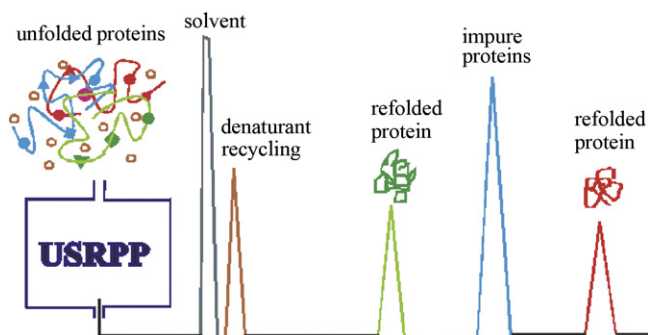 solvent
unfolded proteins
denaturant
recycling
refolded
protein
impure
proteins
refolded
protein
USRPP